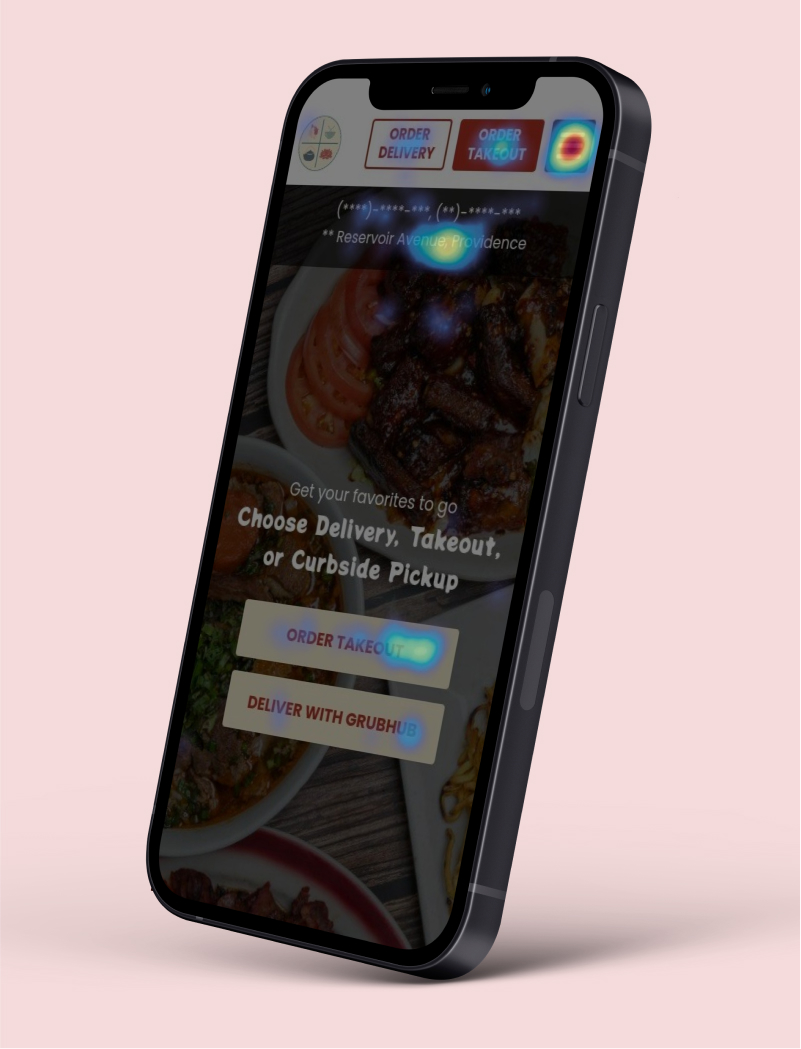 ORDER
DELIVERY
ORDER
TAKEOUT
(****)-****-***, (**)-****-***
** Reservoir Avenue, Providence
Get your favorites to go
Choose Delivery, Takeout,
or Curbside Pickup
ORDER TAKEOUT
DELIVER WITH GRUBHUB